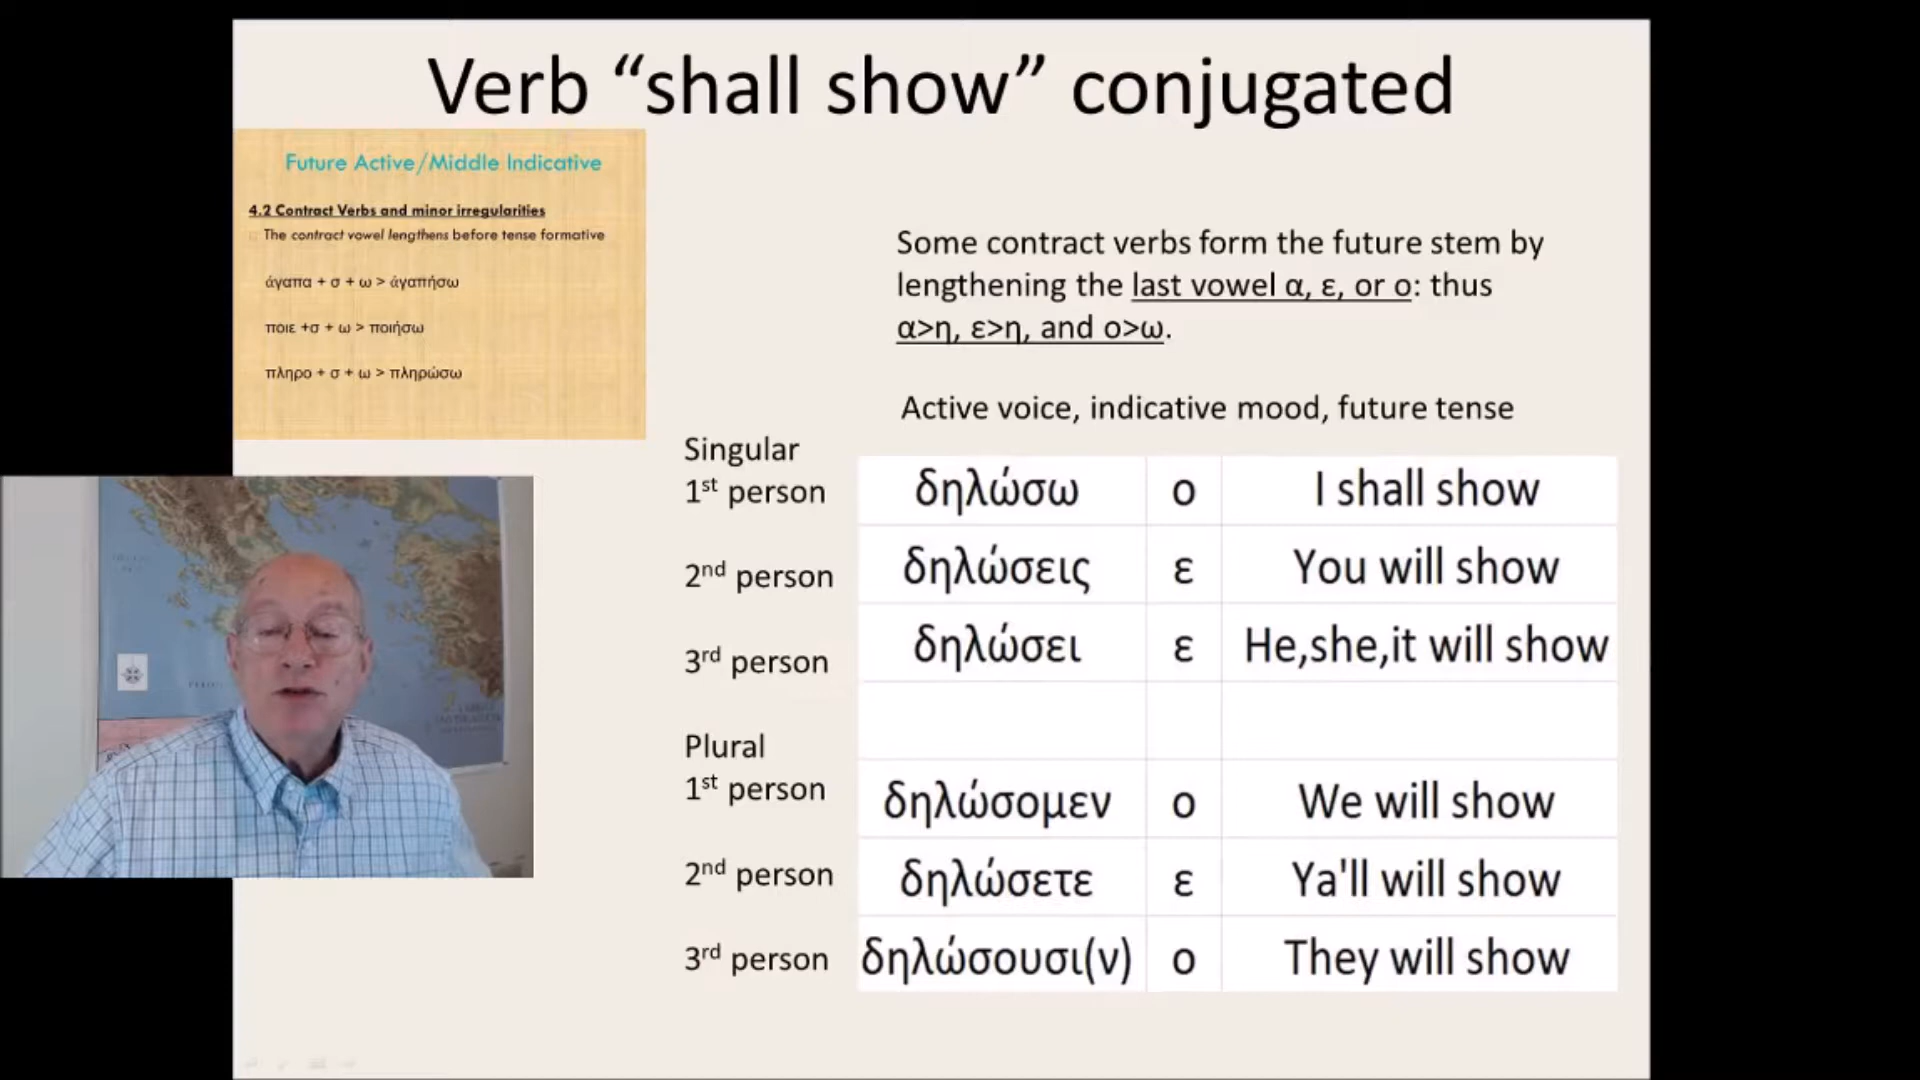 Verb “shall show” conjugated
Future Active/Middle Indicative
4.2 Contract Verbs and minor irregularities
The contract vowel lengthens before tense formative
ἀγαπα + σ + ω > ἀγαπήσω
ποιε +σ + ω > ποιήσω
πληρο + σ + ω > πληρώσω
Some contract verbs form the future stem by
lengthening the last vowel α, ε, or ο: thus
α>η, ε>η, and ο>ω.
Active voice, indicative mood, future tense
Singular
1st person δηλώσω ο I shall show
2nd person δηλώσεις ε You will show
3rd person δηλώσει ε He,she,it will show
Plural
1st person δηλώσομεν ο We will show
2nd person δηλώσετε ε Ya'll will show
3rd person δηλώσουσι(ν) ο They will show